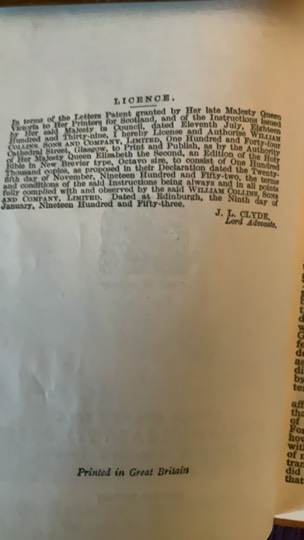 LICENCE.
In terms of the Letters Patent granted by Her late Majesty Queen
Victoria to Her Printers for Scotland, and of the Instructions issued
by Her said Majesty in Council, dated Eleventh July, Eighteen
Hundred and Thirty-nine, I hereby License and Authorise WILLIAM
COLLINS, SONS AND COMPANY, LIMITED, One Hundred and Forty-four
Cathedral Street, Glasgow, to Print and Publish, as by the Authority
of Her Majesty Queen Elizabeth the Second, an Edition of the Holy
Bible in New Brevier type, Octavo size, to consist of One Hundred
Thousand copies, as proposed in their Declaration dated the Twenty-
fifth day of November, Nineteen Hundred and Fifty-two, the terms
and conditions of the said Instructions being always and in all points
fully complied with and observed by the said WILLIAM COLLINS, SONS
AND COMPANY, LIMITED. Dated at Edinburgh, the Ninth day of
January, Nineteen Hundred and Fifty-three.
J. L. CLYDE,
Lord Advocate.
Printed in Great Britain